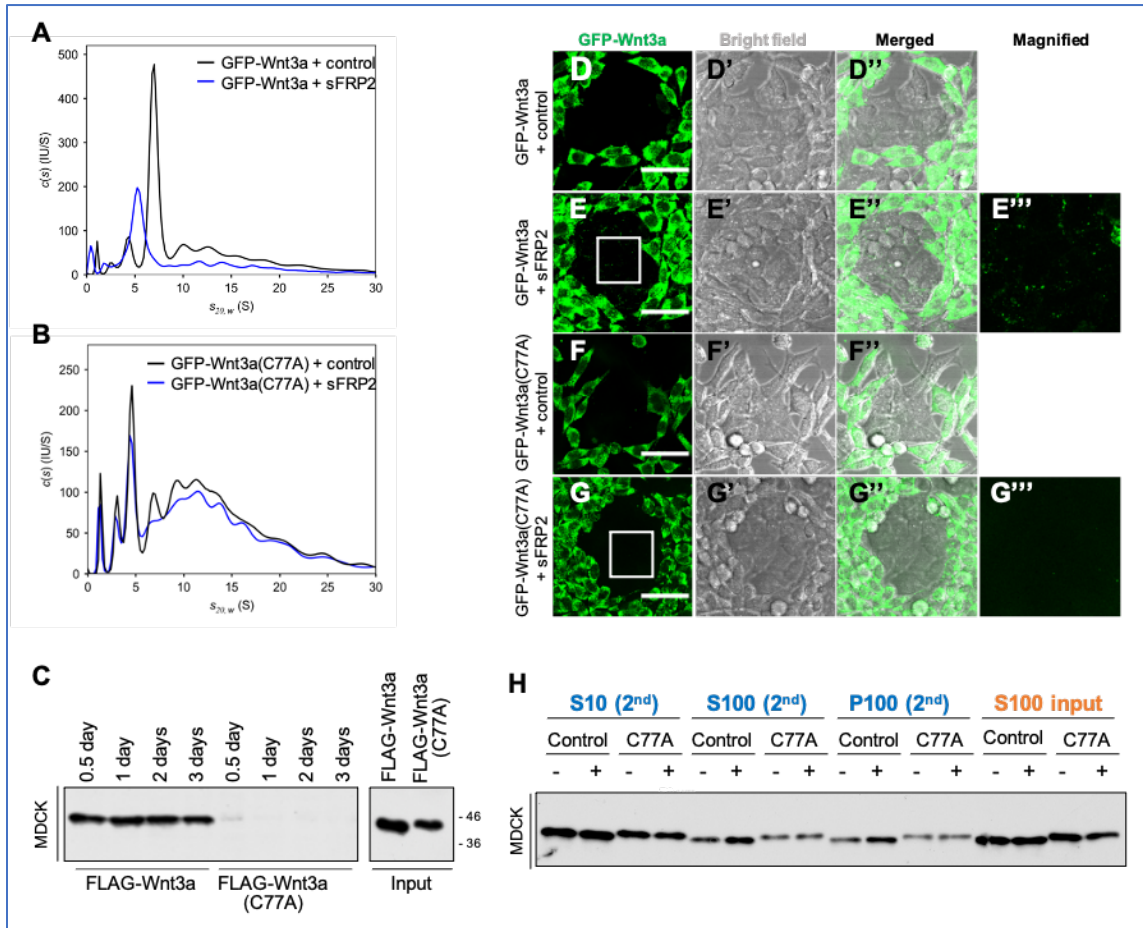 A
GFP-Wnt3a + control
GFP-Wnt3a + sFRP2
500
400
300
200
100
0
c(s) (IU/S)
0 5 10 15 20 25 30
s20,w (S)
B
GFP-Wnt3a(C77A) + control
GFP-Wnt3a(C77A) + sFRP2
250
200
150
100
50
0
c(s) (IU/S)
0 5 10 15 20 25 30
s20,w (S)
C
0.5 day
1 day
2 days
3 days
0.5 day
1 day
2 days
3 days
FLAG-Wnt3a
FLAG-Wnt3a
(C77A)
MDCK
- 46
- 36
FLAG-Wnt3a
FLAG-Wnt3a
(C77A)
Input
GFP-Wnt3a Bright field Merged Magnified
GFP-Wnt3a
+ control
D D' D''
GFP-Wnt3a
+ sFRP2
E E' E'' E'''
GFP-Wnt3a(C77A)
+ control
F F' F''
GFP-Wnt3a(C77A)
+ sFRP2
G G' G'' G'''
H
S10 (2nd) S100 (2nd) P100 (2nd) S100 input
Control C77A Control C77A Control C77A Control C77A
- + - + - + - + - + - + - + - +
MDCK